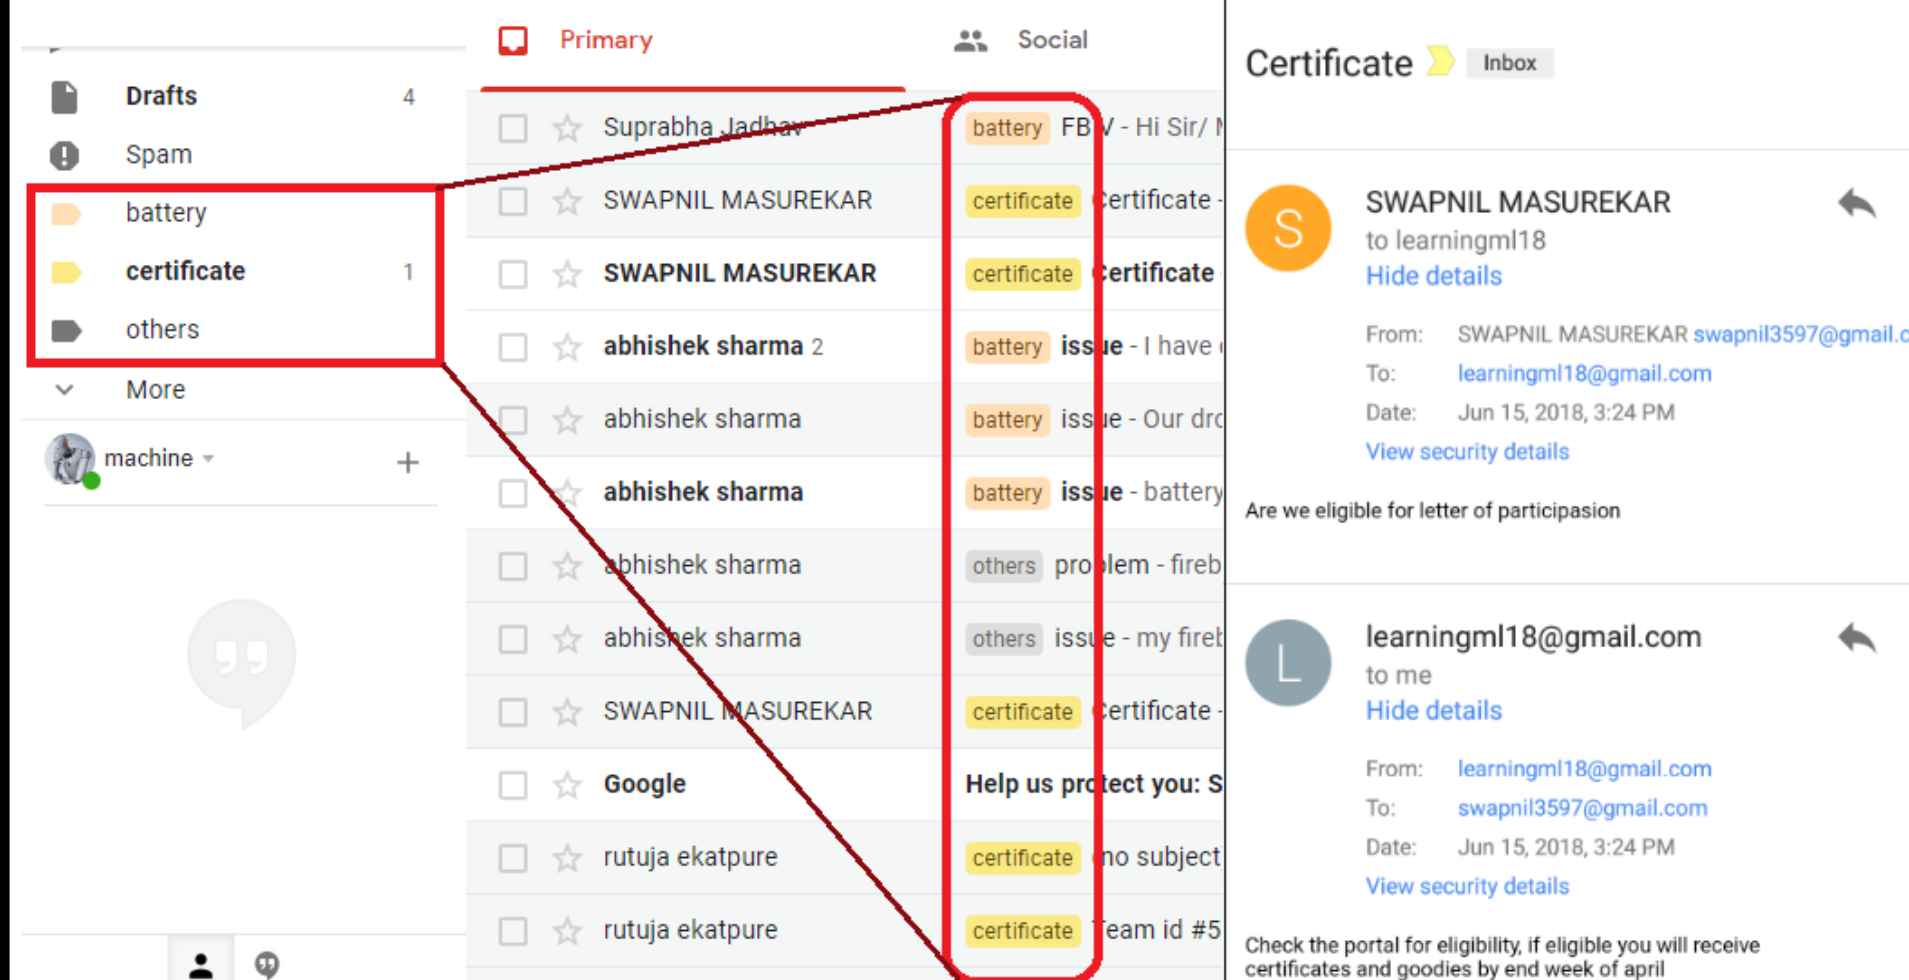 Drafts 4
Spam
battery
certificate 1
others
More
machine
Primary
Social
Suprabha Jadhav battery FB V - Hi Sir/
SWAPNIL MASUREKAR certificate Certificate -
SWAPNIL MASUREKAR certificate Certificate
abhishek sharma 2 battery issue - I have
abhishek sharma battery issue - Our dro
abhishek sharma battery issue - battery
abhishek sharma others problem - fireb
abhishek sharma others issue - my fireb
SWAPNIL MASUREKAR certificate Certificate -
Google Help us protect you: S
rutuja ekatpure certificate no subject
rutuja ekatpure certificate Team id #5
Certificate Inbox
S
SWAPNIL MASUREKAR
to learningml18
Hide details
From: SWAPNIL MASUREKAR swapnil3597@gmail.c
To: learningml18@gmail.com
Date: Jun 15, 2018, 3:24 PM
View security details
Are we eligible for letter of participasion
L
learningml18@gmail.com
to me
Hide details
From: learningml18@gmail.com
To: swapnil3597@gmail.com
Date: Jun 15, 2018, 3:24 PM
View security details
Check the portal for eligibility, if eligible you will receive
certificates and goodies by end week of april